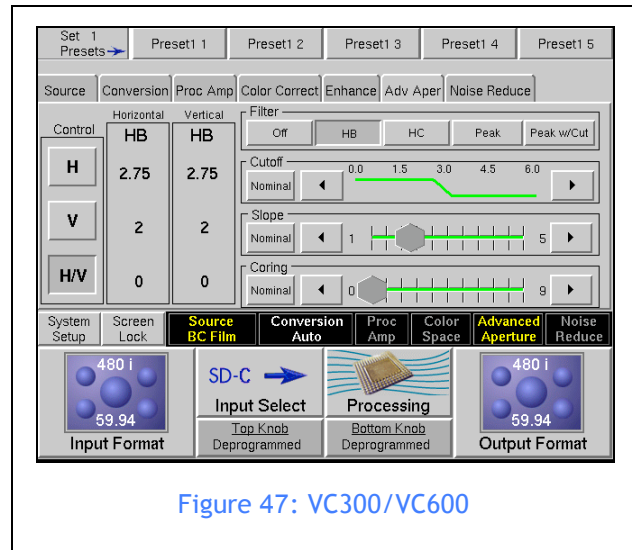 Set 1
Presets
Preset1 1
Preset1 2
Preset1 3
Preset1 4
Preset1 5
Source
Conversion
Proc Amp
Color Correct
Enhance
Adv Aper
Noise Reduce
Control
Horizontal
Vertical
HB
HB
H
2.75
2.75
V
2
2
H/V
0
0
Filter
Off
HB
HC
Peak
Peak w/Cut
Cutoff
Nominal
0.0 1.5 3.0 4.5 6.0
Slope
Nominal
1
5
Coring
Nominal
0
9
System
Setup
Screen
Lock
Source
BC Film
Conversion
Auto
Proc
Amp
Color
Space
Advanced
Aperture
Noise
Reduce
480 i
59.94
Input Format
SD-C
Input Select
Processing
Top Knob
Deprogrammed
Bottom Knob
Deprogrammed
480 i
59.94
Output Format
Figure 47: VC300/VC600